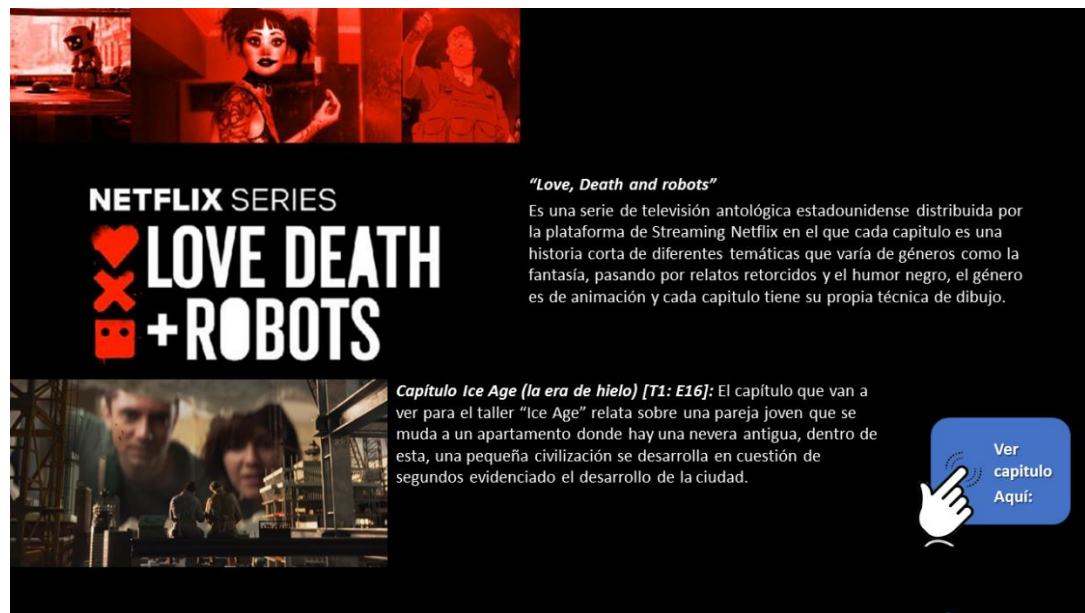 NETFLIX SERIES
LOVE DEATH
+ROBOTS
“Love, Death and robots”
Es una serie de televisión antológica estadounidense distribuida por
la plataforma de Streaming Netflix en el que cada capitulo es una
historia corta de diferentes temáticas que varía de géneros como la
fantasía, pasando por relatos retorcidos y el humor negro, el género
es de animación y cada capitulo tiene su propia técnica de dibujo.
Capítulo Ice Age (la era de hielo) [T1: E16]: El capítulo que van a
ver para el taller “Ice Age” relata sobre una pareja joven que se
muda a un apartamento donde hay una nevera antigua, dentro de
esta, una pequeña civilización se desarrolla en cuestión de
segundos evidenciado el desarrollo de la ciudad.
Ver
capitulo
Aquí: